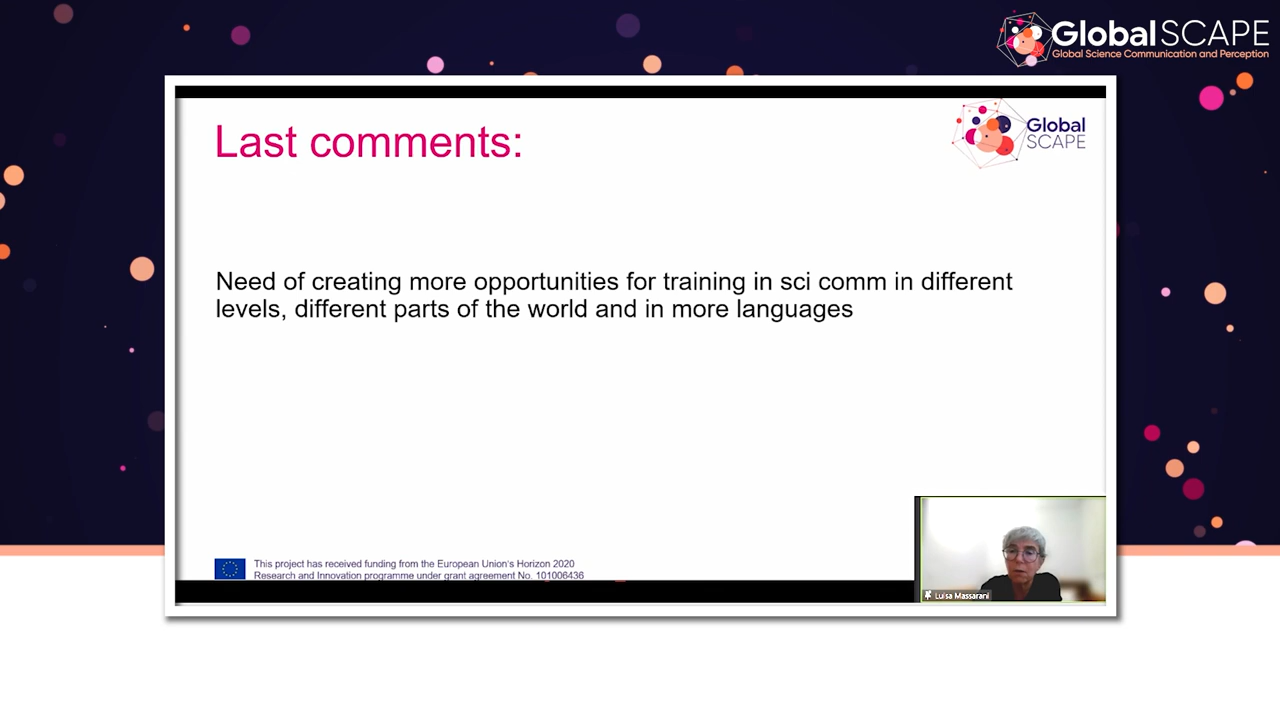 GlobalSCAPE
Global Science Communication and Perception
Last comments:
Global
SCAPE
Need of creating more opportunities for training in sci comm in different
levels, different parts of the world and in more languages
This project has received funding from the European Union's Horizon 2020
Research and Innovation programme under grant agreement No. 101006436
Luisa Massarani